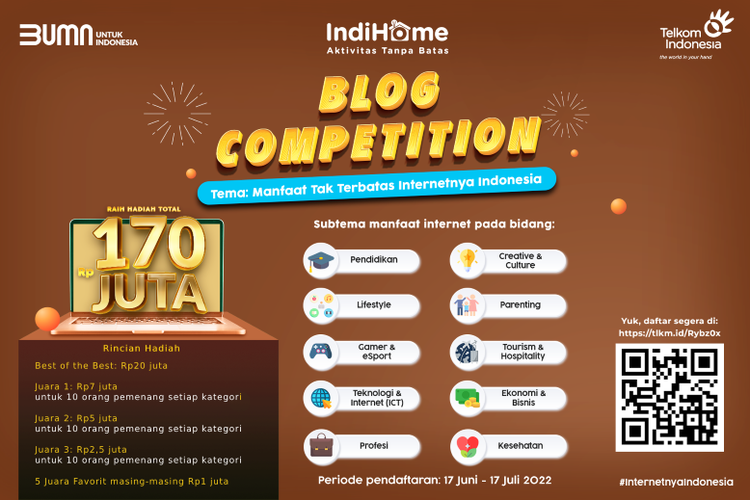 BUMN UNTUK
INDONESIA
IndiHome
Aktivitas Tanpa Batas
Telkom
Indonesia
the world in your hand
BLOG
COMPETITION
Tema: Manfaat Tak Terbatas Internetnya Indonesia
RAIH HADIAH TOTAL
Rp 170
JUTA
Rincian Hadiah
Best of the Best: Rp20 juta
Juara 1: Rp7 juta
untuk 10 orang pemenang setiap kategori
Juara 2: Rp5 juta
untuk 10 orang pemenang setiap kategori
Juara 3: Rp2,5 juta
untuk 10 orang pemenang setiap kategori
5 Juara Favorit masing-masing Rp1 juta
Subtema manfaat internet pada bidang:
Pendidikan
Lifestyle
Gamer &
eSport
Teknologi &
Internet (ICT)
Profesi
Creative &
Culture
Parenting
Tourism &
Hospitality
Ekonomi &
Bisnis
Kesehatan
Periode pendaftaran: 17 Juni - 17 Juli 2022
Yuk, daftar segera di:
https://tlkm.id/Rybz0x
#InternetnyaIndonesia